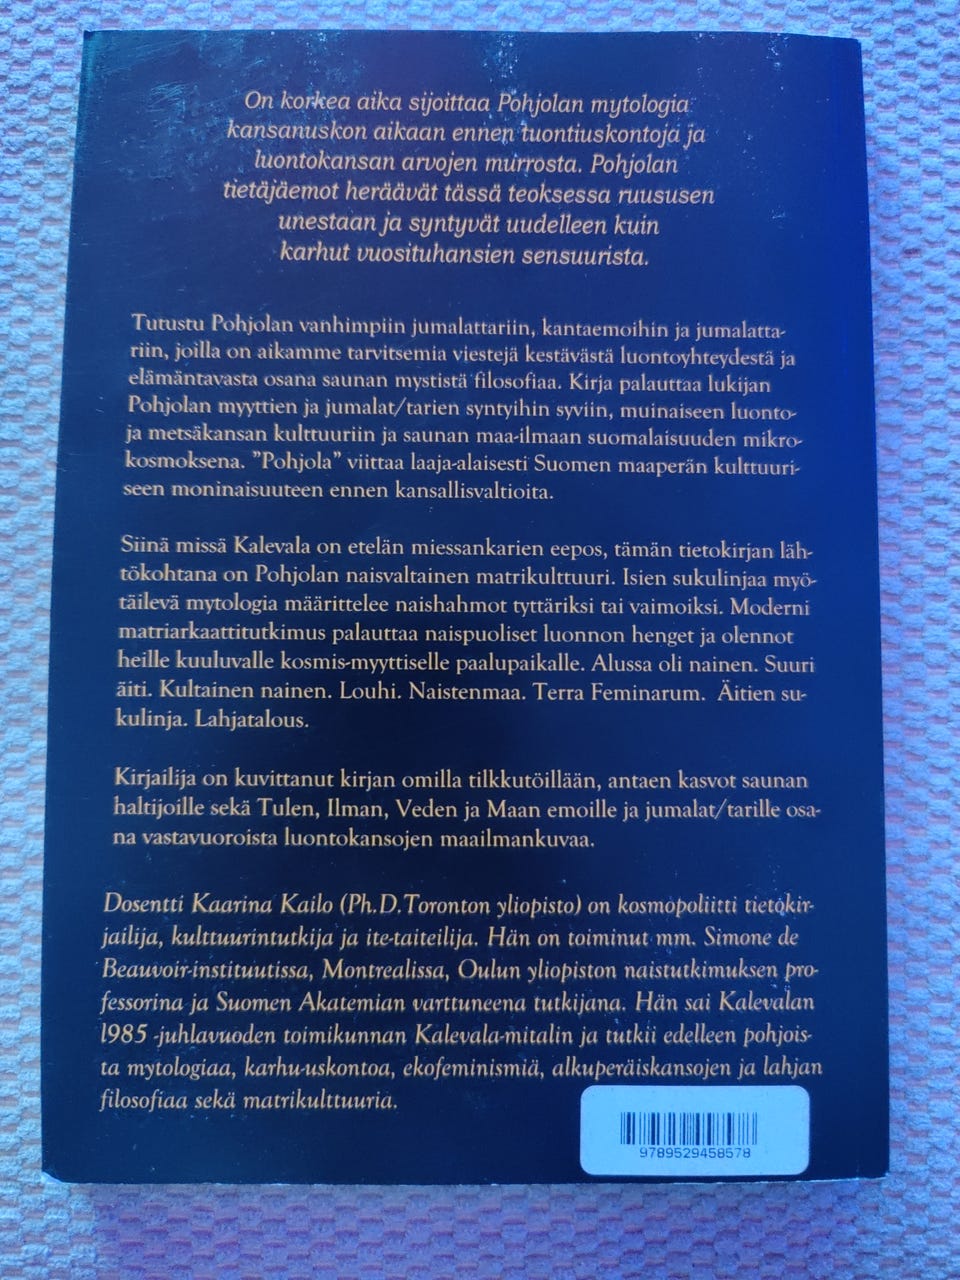 On korkea aika sijoittaa Pohjolan mytologia
kansanuskon aikaan ennen tuontiuskontoja ja
luontokansan arvojen murrosta. Pohjolan
tietäjäemot heräävät tässä teoksessa ruususen
unestaan ja syntyvät uudelleen kuin
karhut vuosituhansien sensuurista.
Tutustu Pohjolan vanhimpiin jumalattariin, kantaemoihin ja jumalatta-
riin, joilla on aikamme tarvitsemia viestejä kestävästä luontoyhteydestä ja
elämäntavasta osana saunan mystistä filosofiaa. Kirja palauttaa lukijan
Pohjolan myyttien ja jumalat/tarien syntyihin syviin, muinaiseen luonto-
ja metsäkansan kulttuuriin ja saunan maa-ilmaan suomalaisuuden mikro-
kosmoksena. ”Pohjola” viittaa laaja-alaisesti Suomen maaperän kulttuuri-
seen moninaisuuteen ennen kansallisvaltioita.
Siinä missä Kalevala on etelän miessankarien eepos, tämän tietokirjan läh-
tökohtana on Pohjolan naisvaltainen matrikulttuuri. Isien sukulinjaa myö-
täilevä mytologia määrittelee naishahmot tyttäriksi tai vaimoiksi. Moderni
matriarkaattitutkimus palauttaa naispuoliset luonnon henget ja olennot
heille kuuluvalle kosmis-myyttiselle paalupaikalle. Alussa oli nainen. Suuri
äiti. Kultainen nainen. Louhi. Naistenmaa. Terra Feminarum. Äitien su-
kulinja. Lahjatalous.
Kirjailija on kuvittanut kirjan omilla tilkkutöillään, antaen kasvot saunan
haltijoille sekä Tulen, Ilman, Veden ja Maan emoille ja jumalat/tarille osa-
na vastavuoroista luontokansojen maailmankuvaa.
Dosentti Kaarina Kailo (Ph.D.Toronton yliopisto) on kosmopoliitti tietokir-
jailija, kulttuurintutkija ja ite-taiteilija. Hän on toiminut mm. Simone de
Beauvoir-instituutissa, Montrealissa, Oulun yliopiston naistutkimuksen pro-
fessorina ja Suomen Akatemian varttuneena tutkijana. Hän sai Kalevalan
1985 -juhlavuoden toimikunnan Kalevala-mitalin ja tutkii edelleen pohjois-
ta mytologiaa, karhu-uskontoa, ekofeminismiä, alkuperäiskansojen ja lahjan
filosofiaa sekä matrikulttuuria.
9789529458578